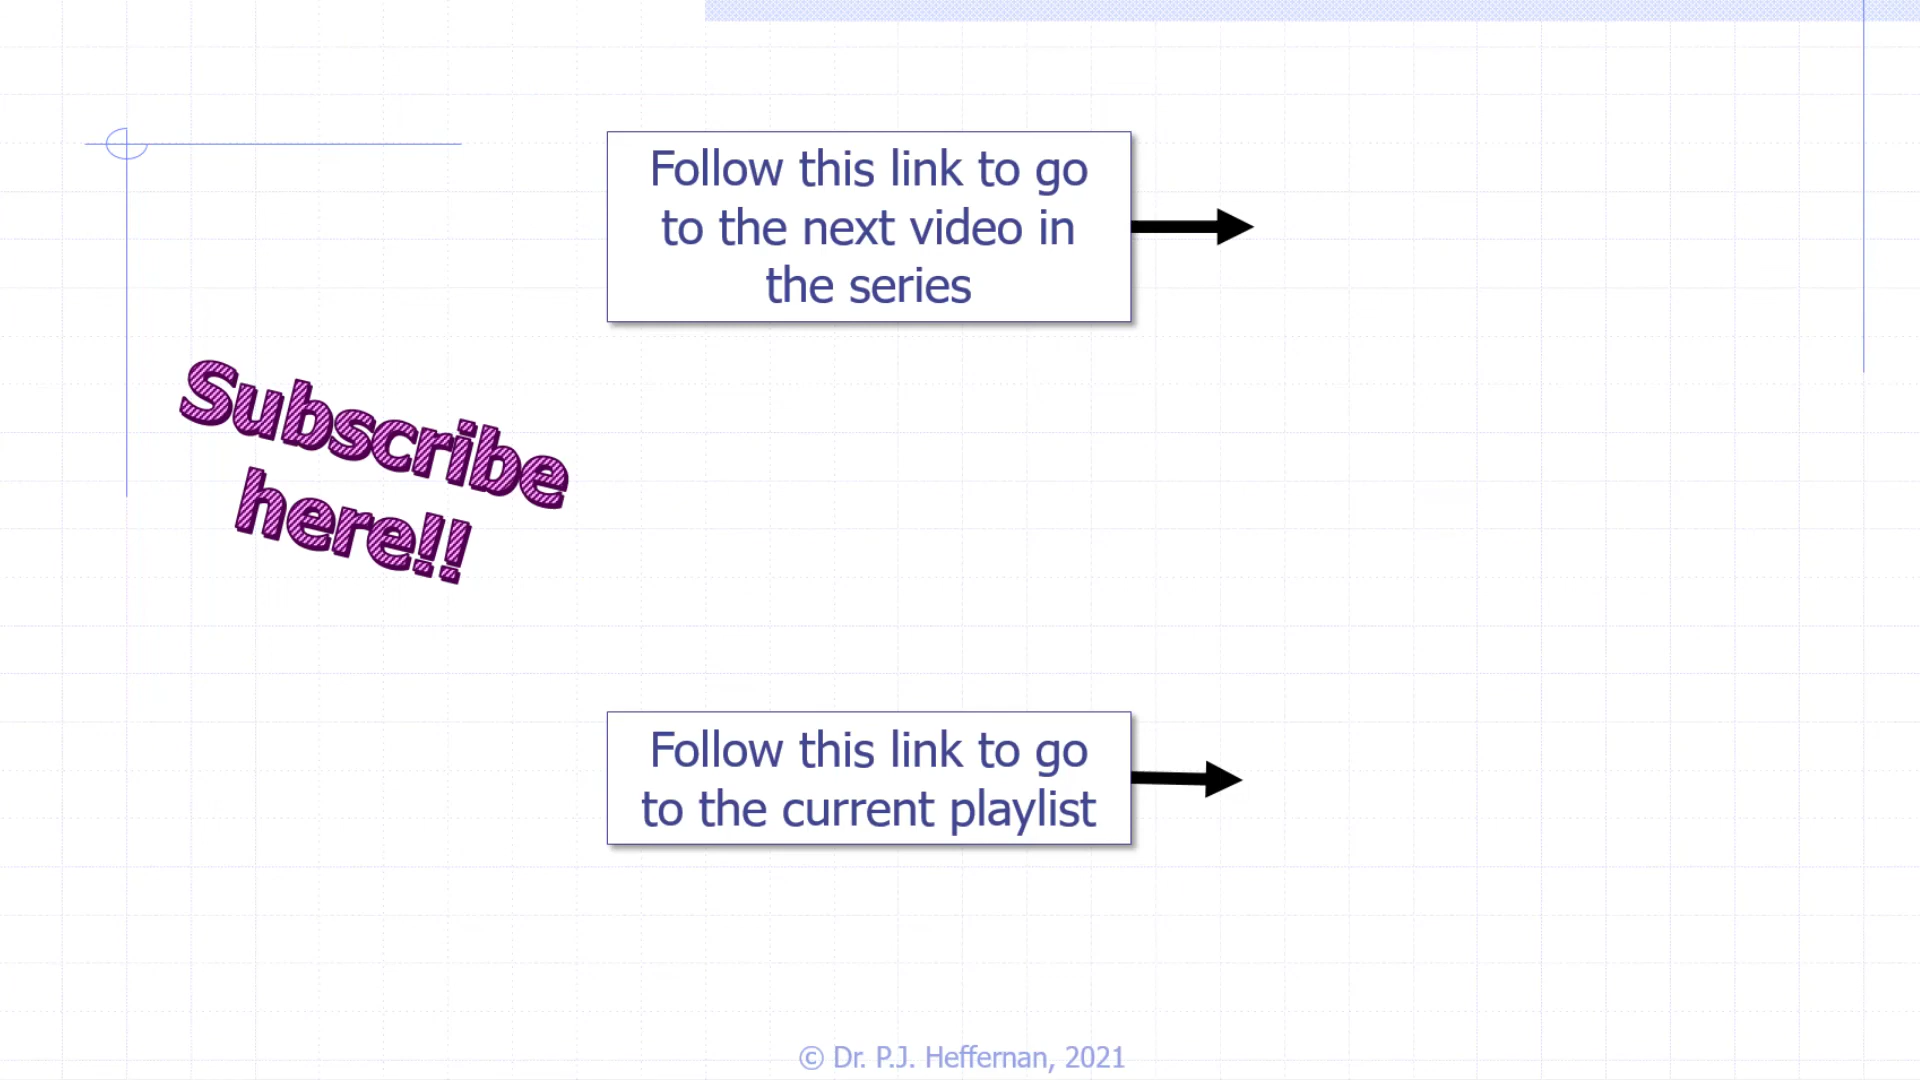 Follow this link to go
to the next video in
the series
Subscribe
here!!
Follow this link to go
to the current playlist
© Dr. P.J. Heffernan, 2021